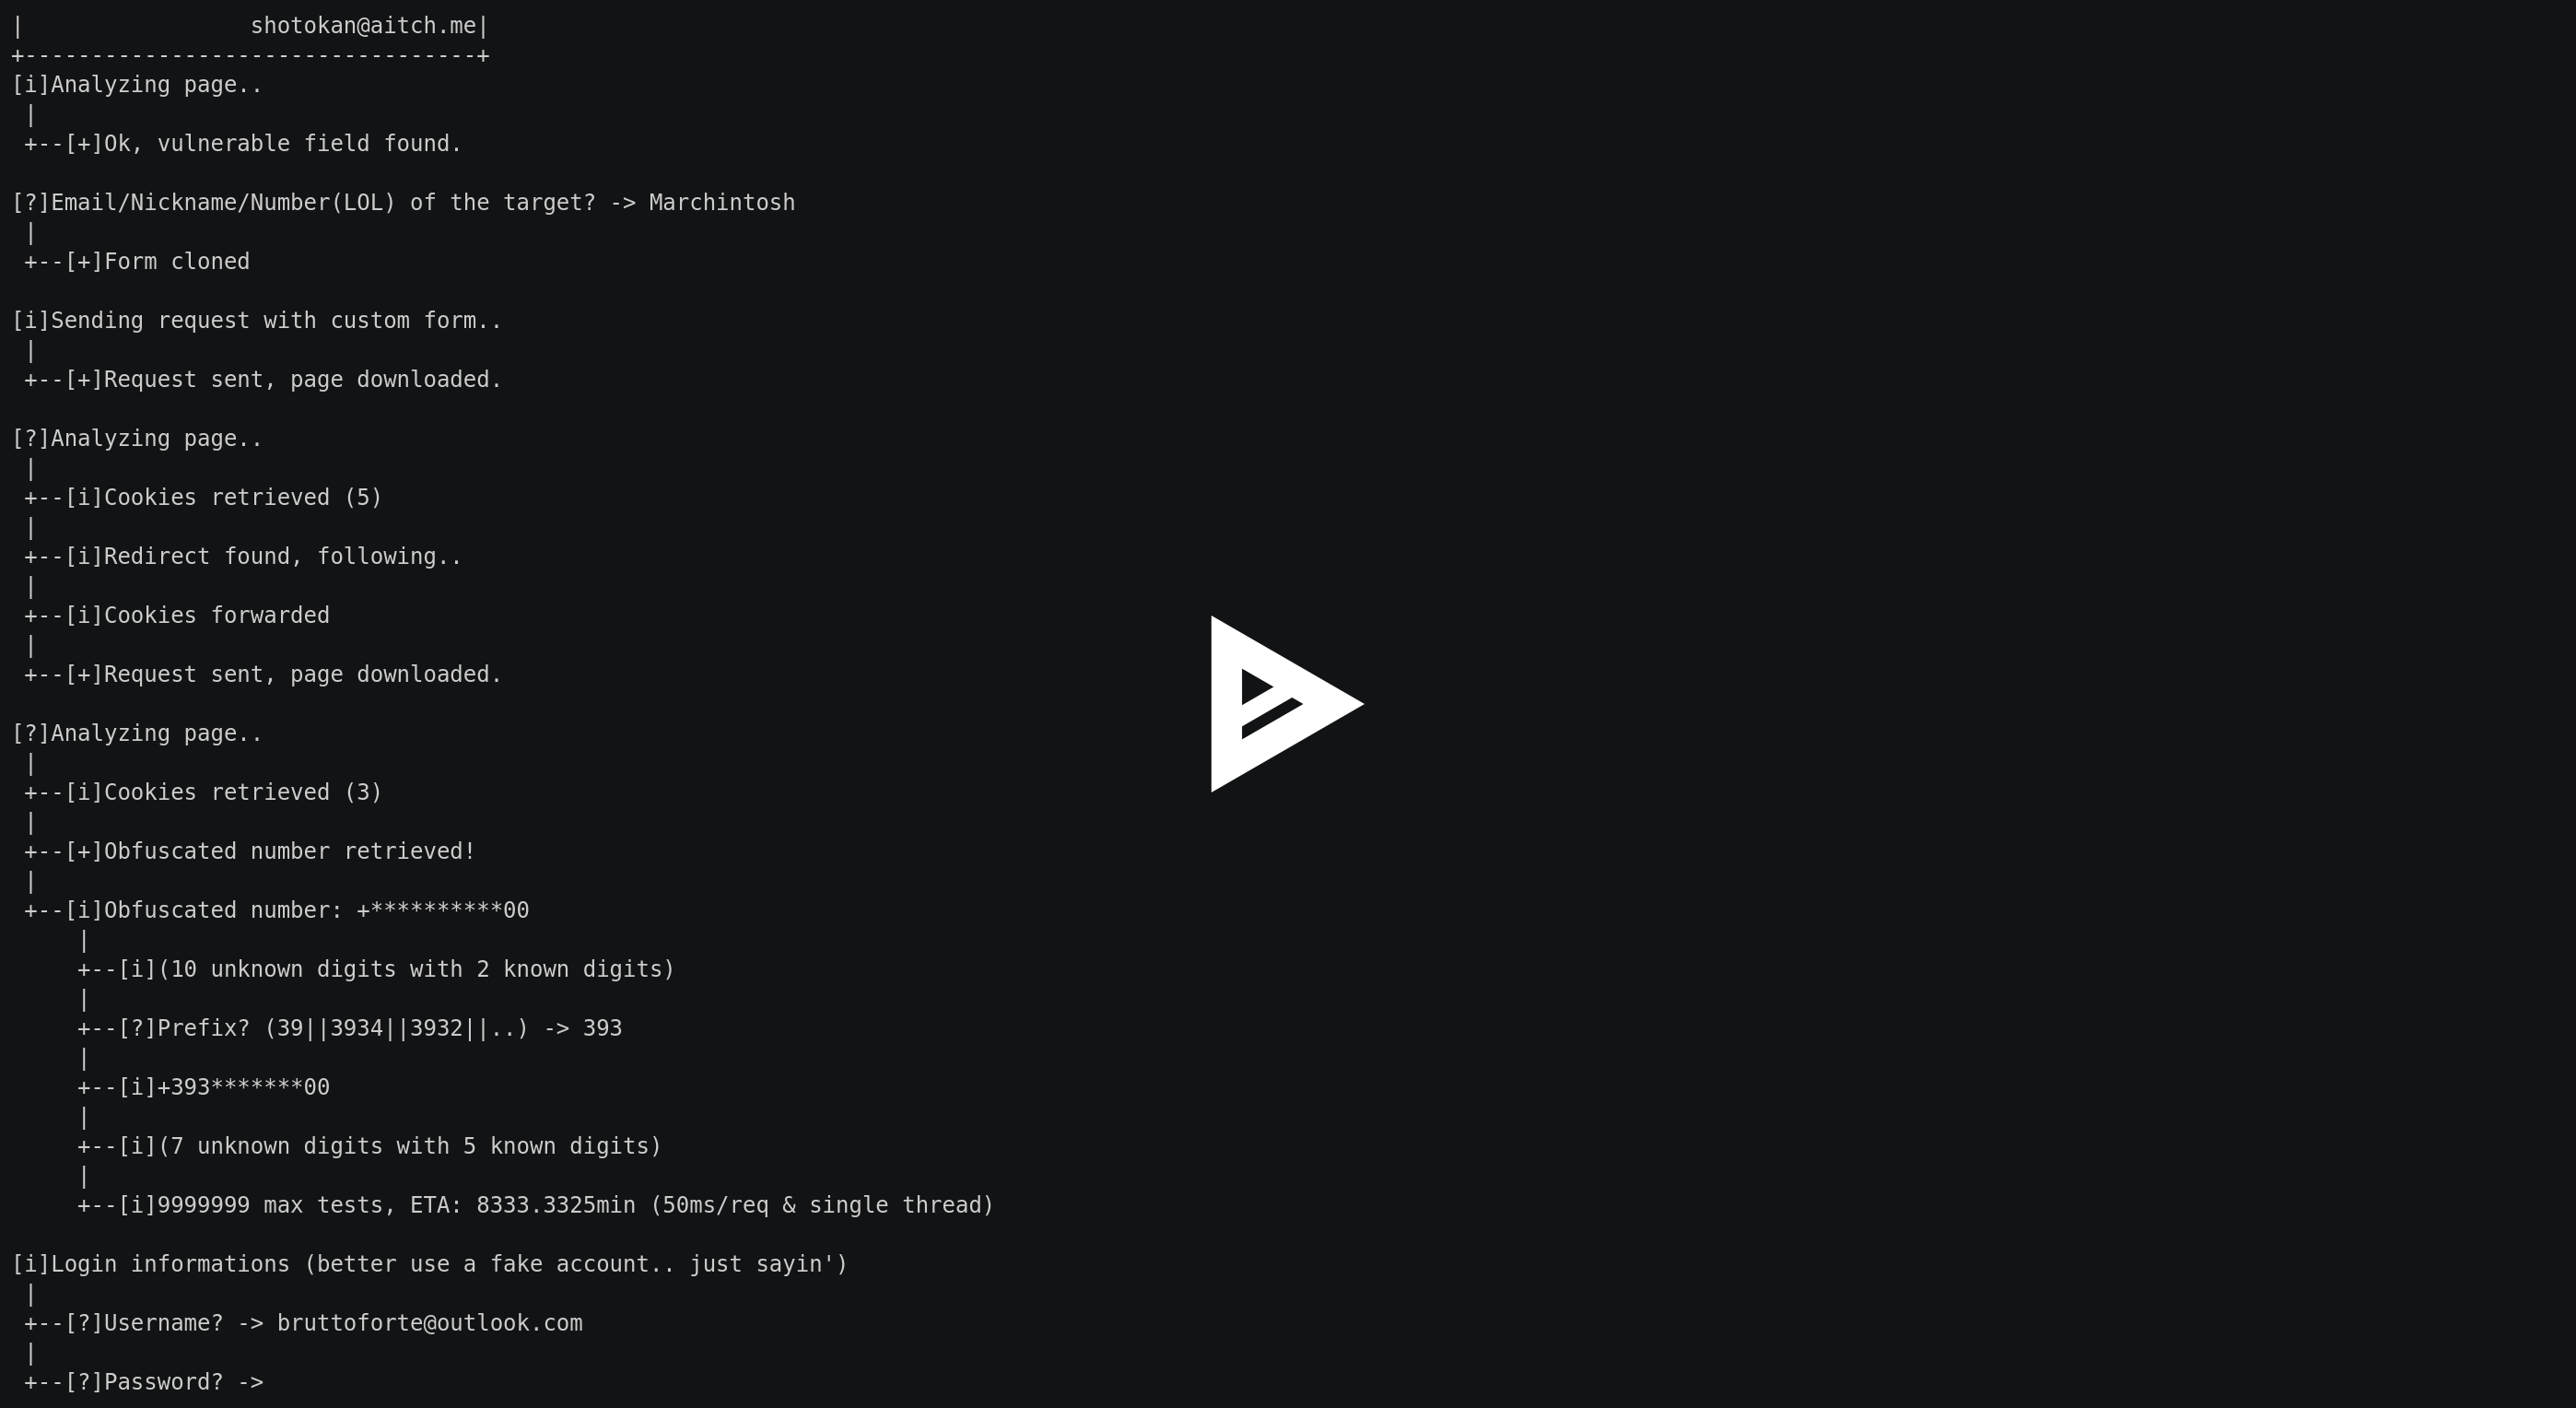 |                 shotokan@aitch.me|
+----------------------------------+
[i]Analyzing page..
 |
 +--[+]Ok, vulnerable field found.

[?]Email/Nickname/Number(LOL) of the target? -> Marchintosh
 |
 +--[+]Form cloned

[i]Sending request with custom form..
 |
 +--[+]Request sent, page downloaded.

[?]Analyzing page..
 |
 +--[i]Cookies retrieved (5)
 |
 +--[i]Redirect found, following..
 |
 +--[i]Cookies forwarded
 |
 +--[+]Request sent, page downloaded.

[?]Analyzing page..
 |
 +--[i]Cookies retrieved (3)
 |
 +--[+]Obfuscated number retrieved!
 |
 +--[i]Obfuscated number: +**********00
     |
     +--[i](10 unknown digits with 2 known digits)
     |
     +--[?]Prefix? (39||3934||3932||..) -> 393
     |
     +--[i]+393*******00
     |
     +--[i](7 unknown digits with 5 known digits)
     |
     +--[i]9999999 max tests, ETA: 8333.3325min (50ms/req & single thread)

[i]Login informations (better use a fake account.. just sayin')
 |
 +--[?]Username? -> bruttoforte@outlook.com
 |
 +--[?]Password? ->